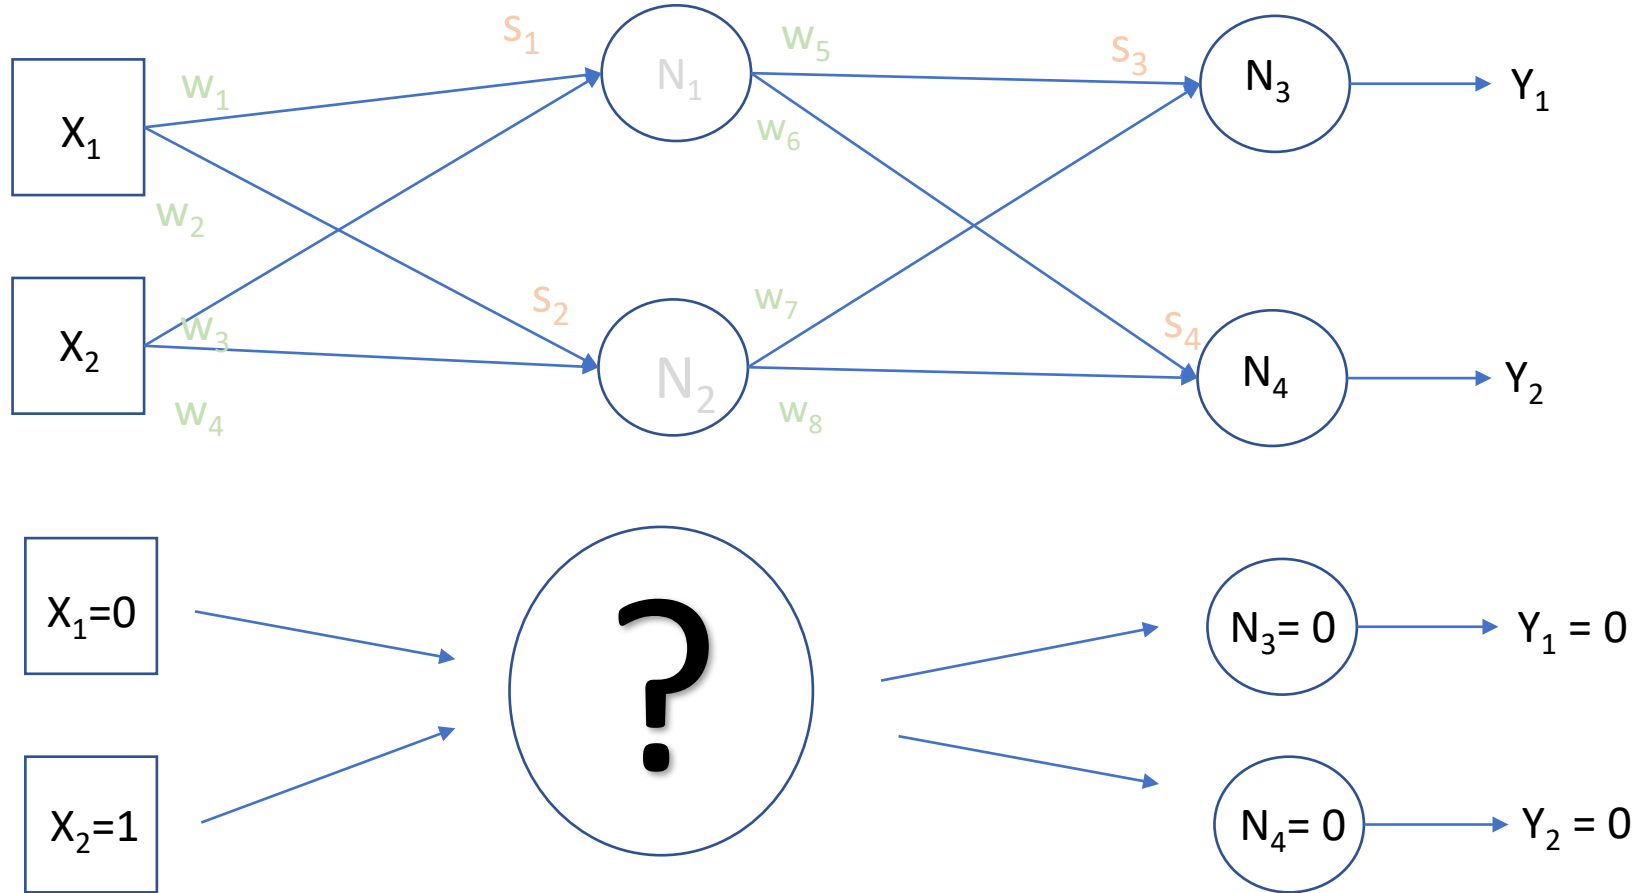 S₁
N₁
w₅
S₃
N₃
Y₁
w₁
X₁
w₆
w₂
S₂
w₇
S₄
N₄
Y₂
X₂
w₃
N₂
w₄
w₈
X₁=0
?
N₃= 0
Y₁ = 0
X₂=1
N₄= 0
Y₂ = 0